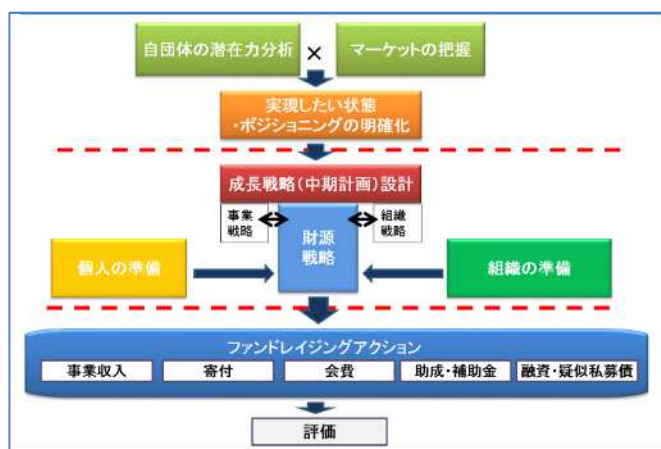 自団体の潜在力分析
×
マーケットの把握
実現したい状態
・ポジショニングの明確化
成長戦略(中期計画)設計
事業
戦略
財源
戦略
組織
戦略
個人の準備
組織の準備
ファンドレイジングアクション
事業収入
寄付
会費
助成・補助金
融資・疑似私募債
評価